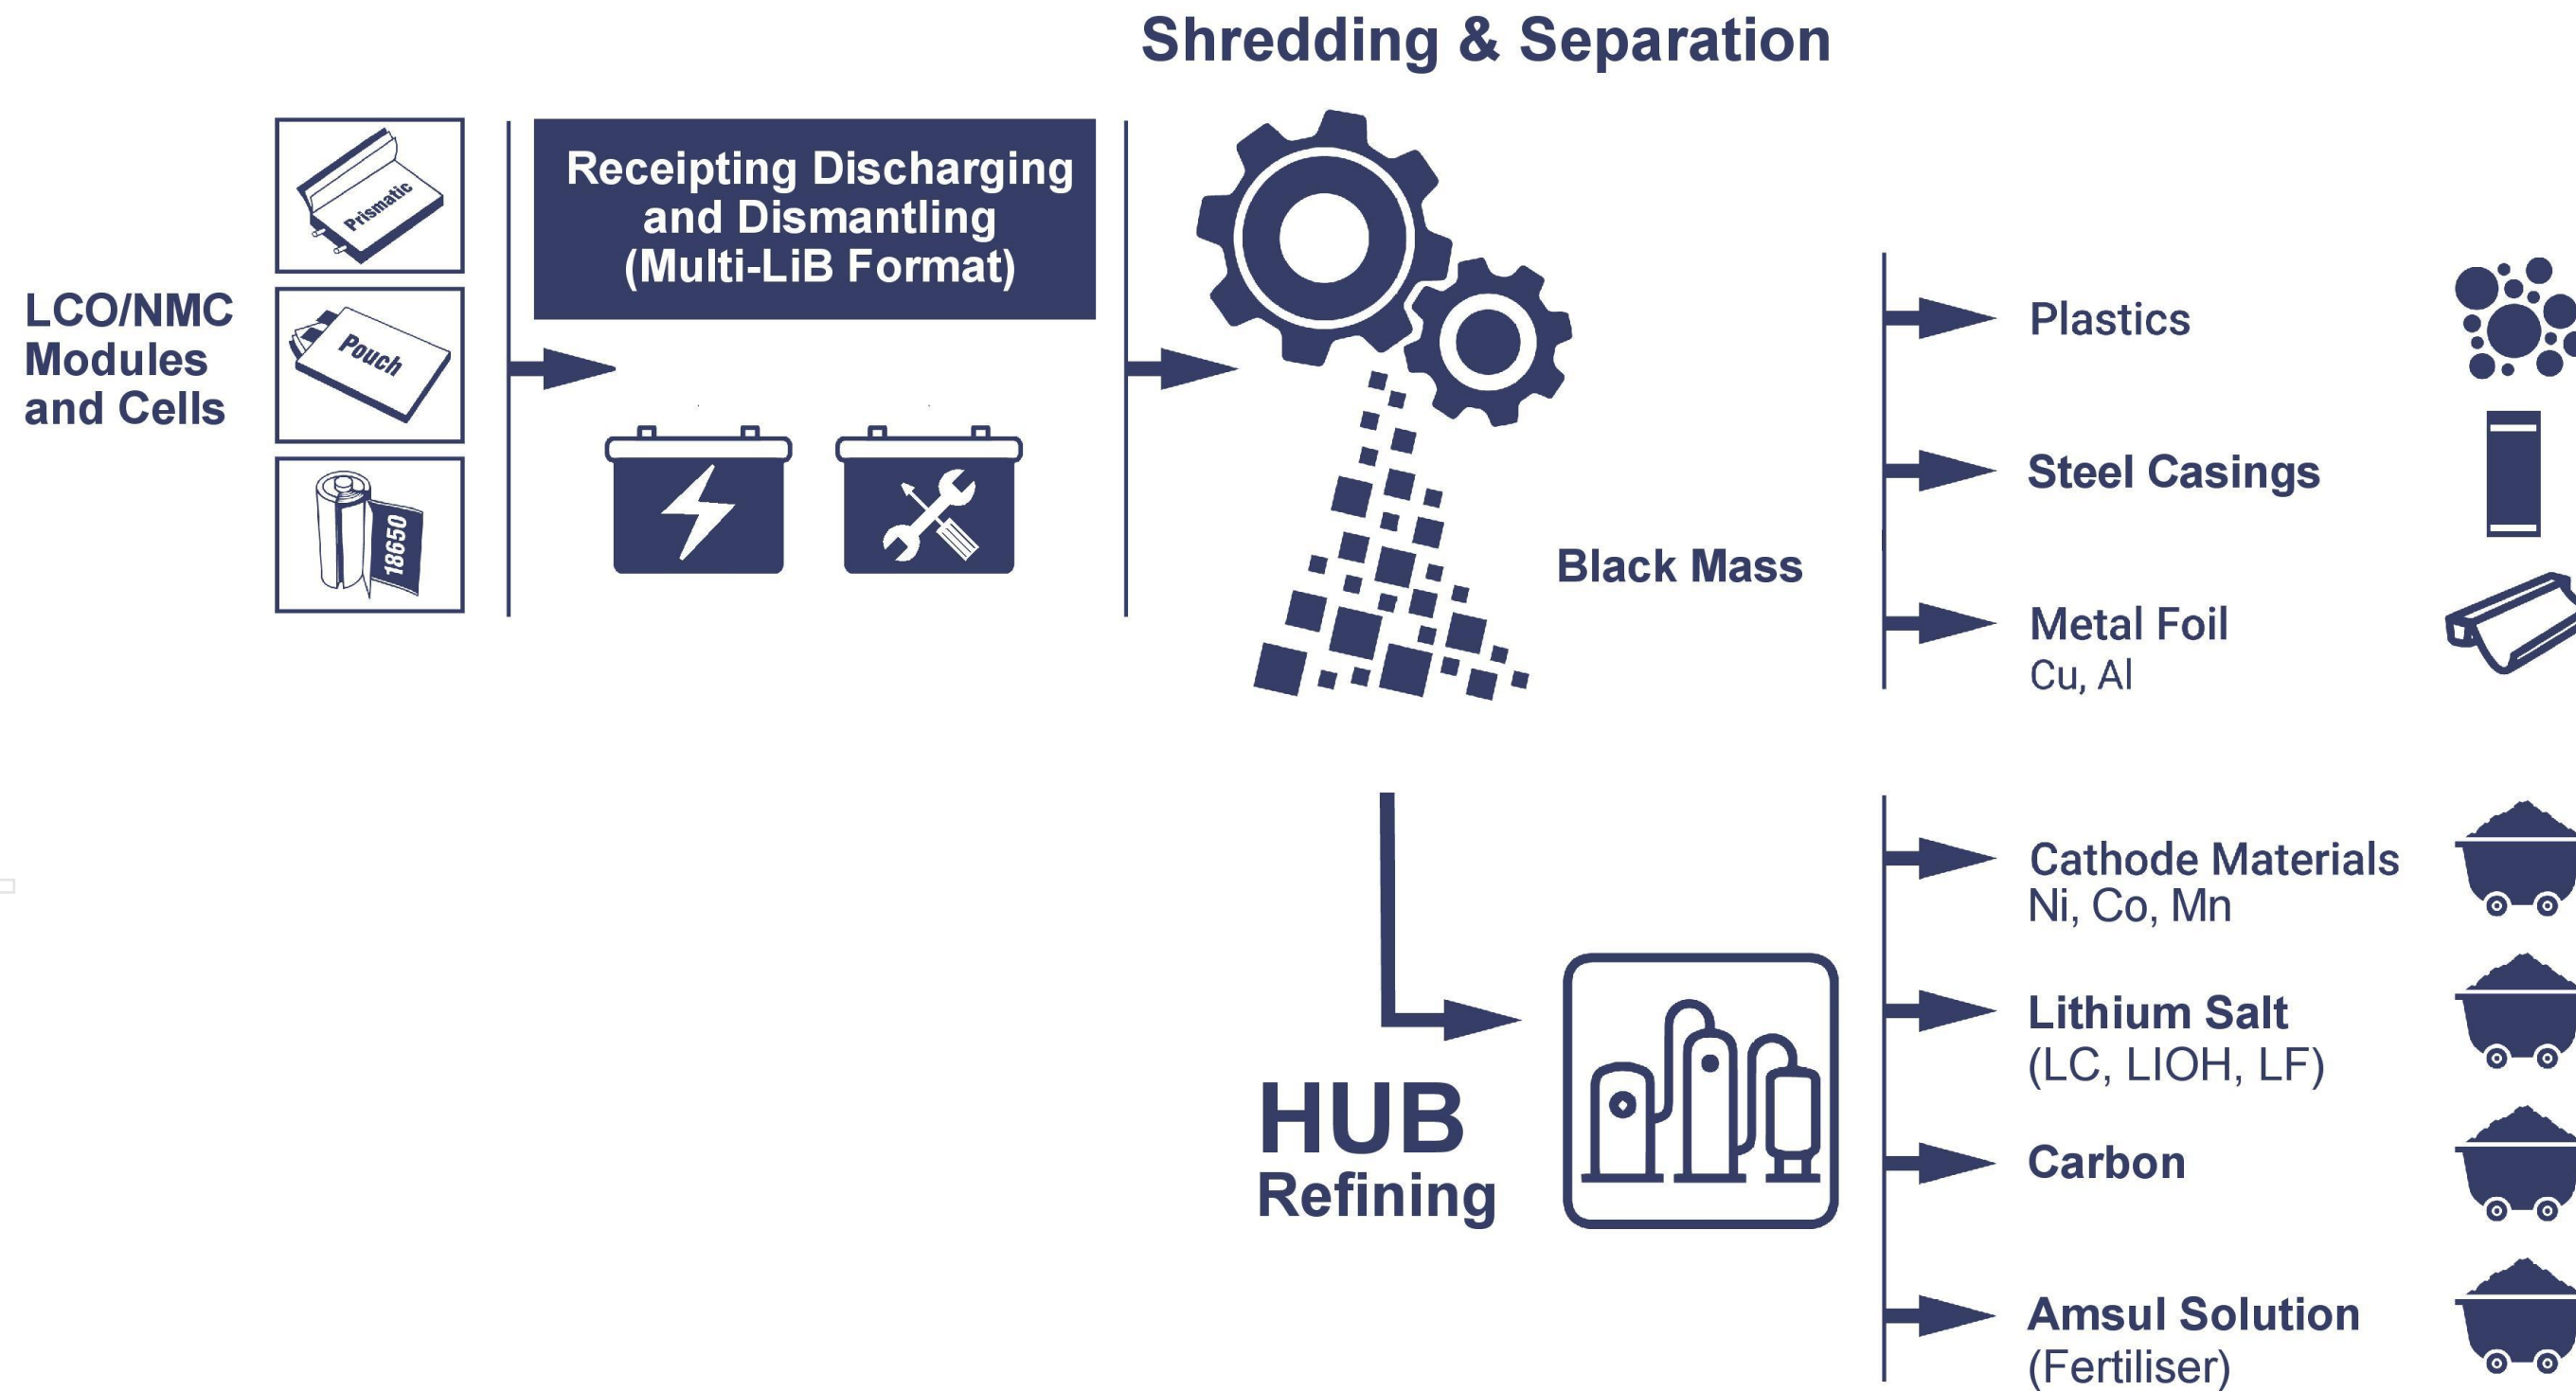 Shredding & Separation
LCO/NMC
Modules
and Cells
Prismatic
Pouch
18650
Receipting Discharging
and Dismantling
(Multi-LiB Format)
Black Mass
Plastics
Steel Casings
Metal Foil
Cu, Al
HUB
Refining
Cathode Materials
Ni, Co, Mn
Lithium Salt
(LC, LIOH, LF)
Carbon
Amsul Solution
(Fertiliser)